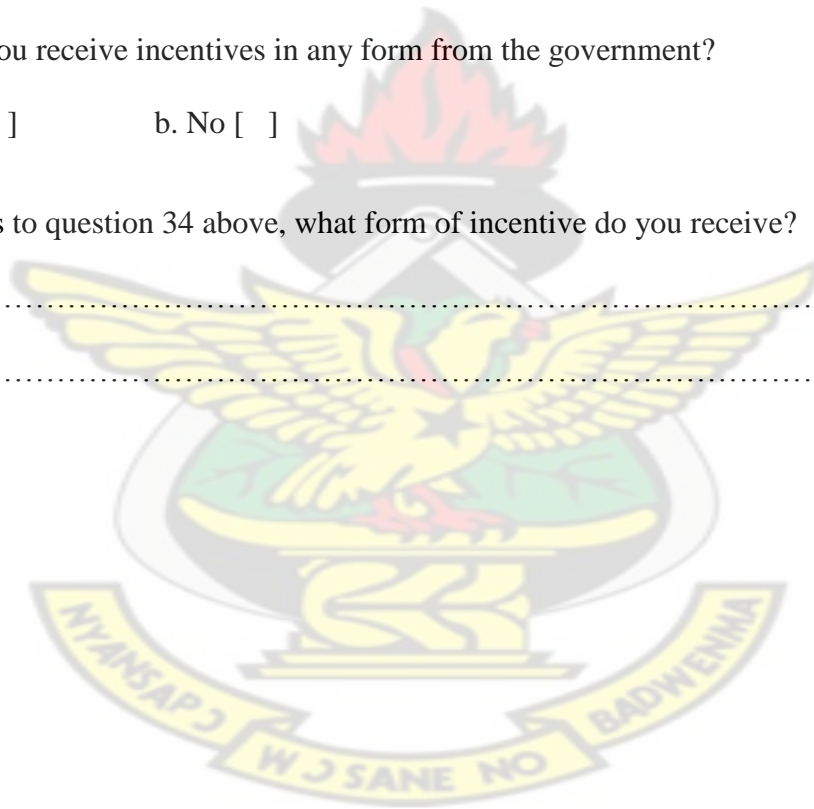 ou receive incentives in any form from the government?
] b. No [ ]
s to question 34 above, what form of incentive do you receive?
……………………………………………………………………………
……………………………………………………………………………
NYANSAPƆ WƆSANE NO BADWENMA